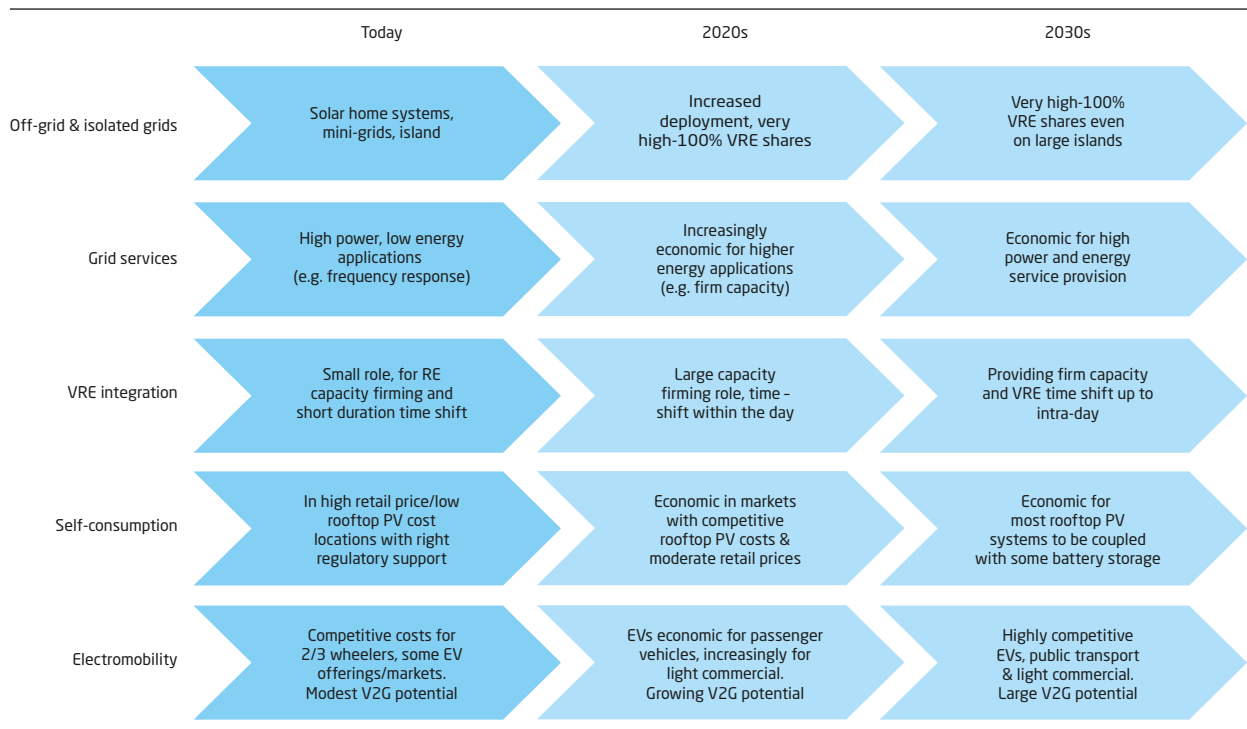 Today
2020s
2030s
Off-grid & isolated grids
Solar home systems,
mini-grids, island
Increased
deployment, very
high-100% VRE shares
Very high-100%
VRE shares even
on large islands
Grid services
High power, low energy
applications
(e.g. frequency response)
Increasingly
economic for higher
energy applications
(e.g. firm capacity)
Economic for high
power and energy
service provision
VRE integration
Small role, for RE
capacity firming and
short duration time shift
Large capacity
firming role, time –
shift within the day
Providing firm capacity
and VRE time shift up to
intra-day
Self-consumption
In high retail price/low
rooftop PV cost
locations with right
regulatory support
Economic in markets
with competitive
rooftop PV costs &
moderate retail prices
Economic for
most rooftop PV
systems to be coupled
with some battery storage
Electromobility
Competitive costs for
2/3 wheelers, some EV
offerings/markets.
Modest V2G potential
EVs economic for passenger
vehicles, increasingly for
light commercial.
Growing V2G potential
Highly competitive
EVs, public transport
& light commercial.
Large V2G potential